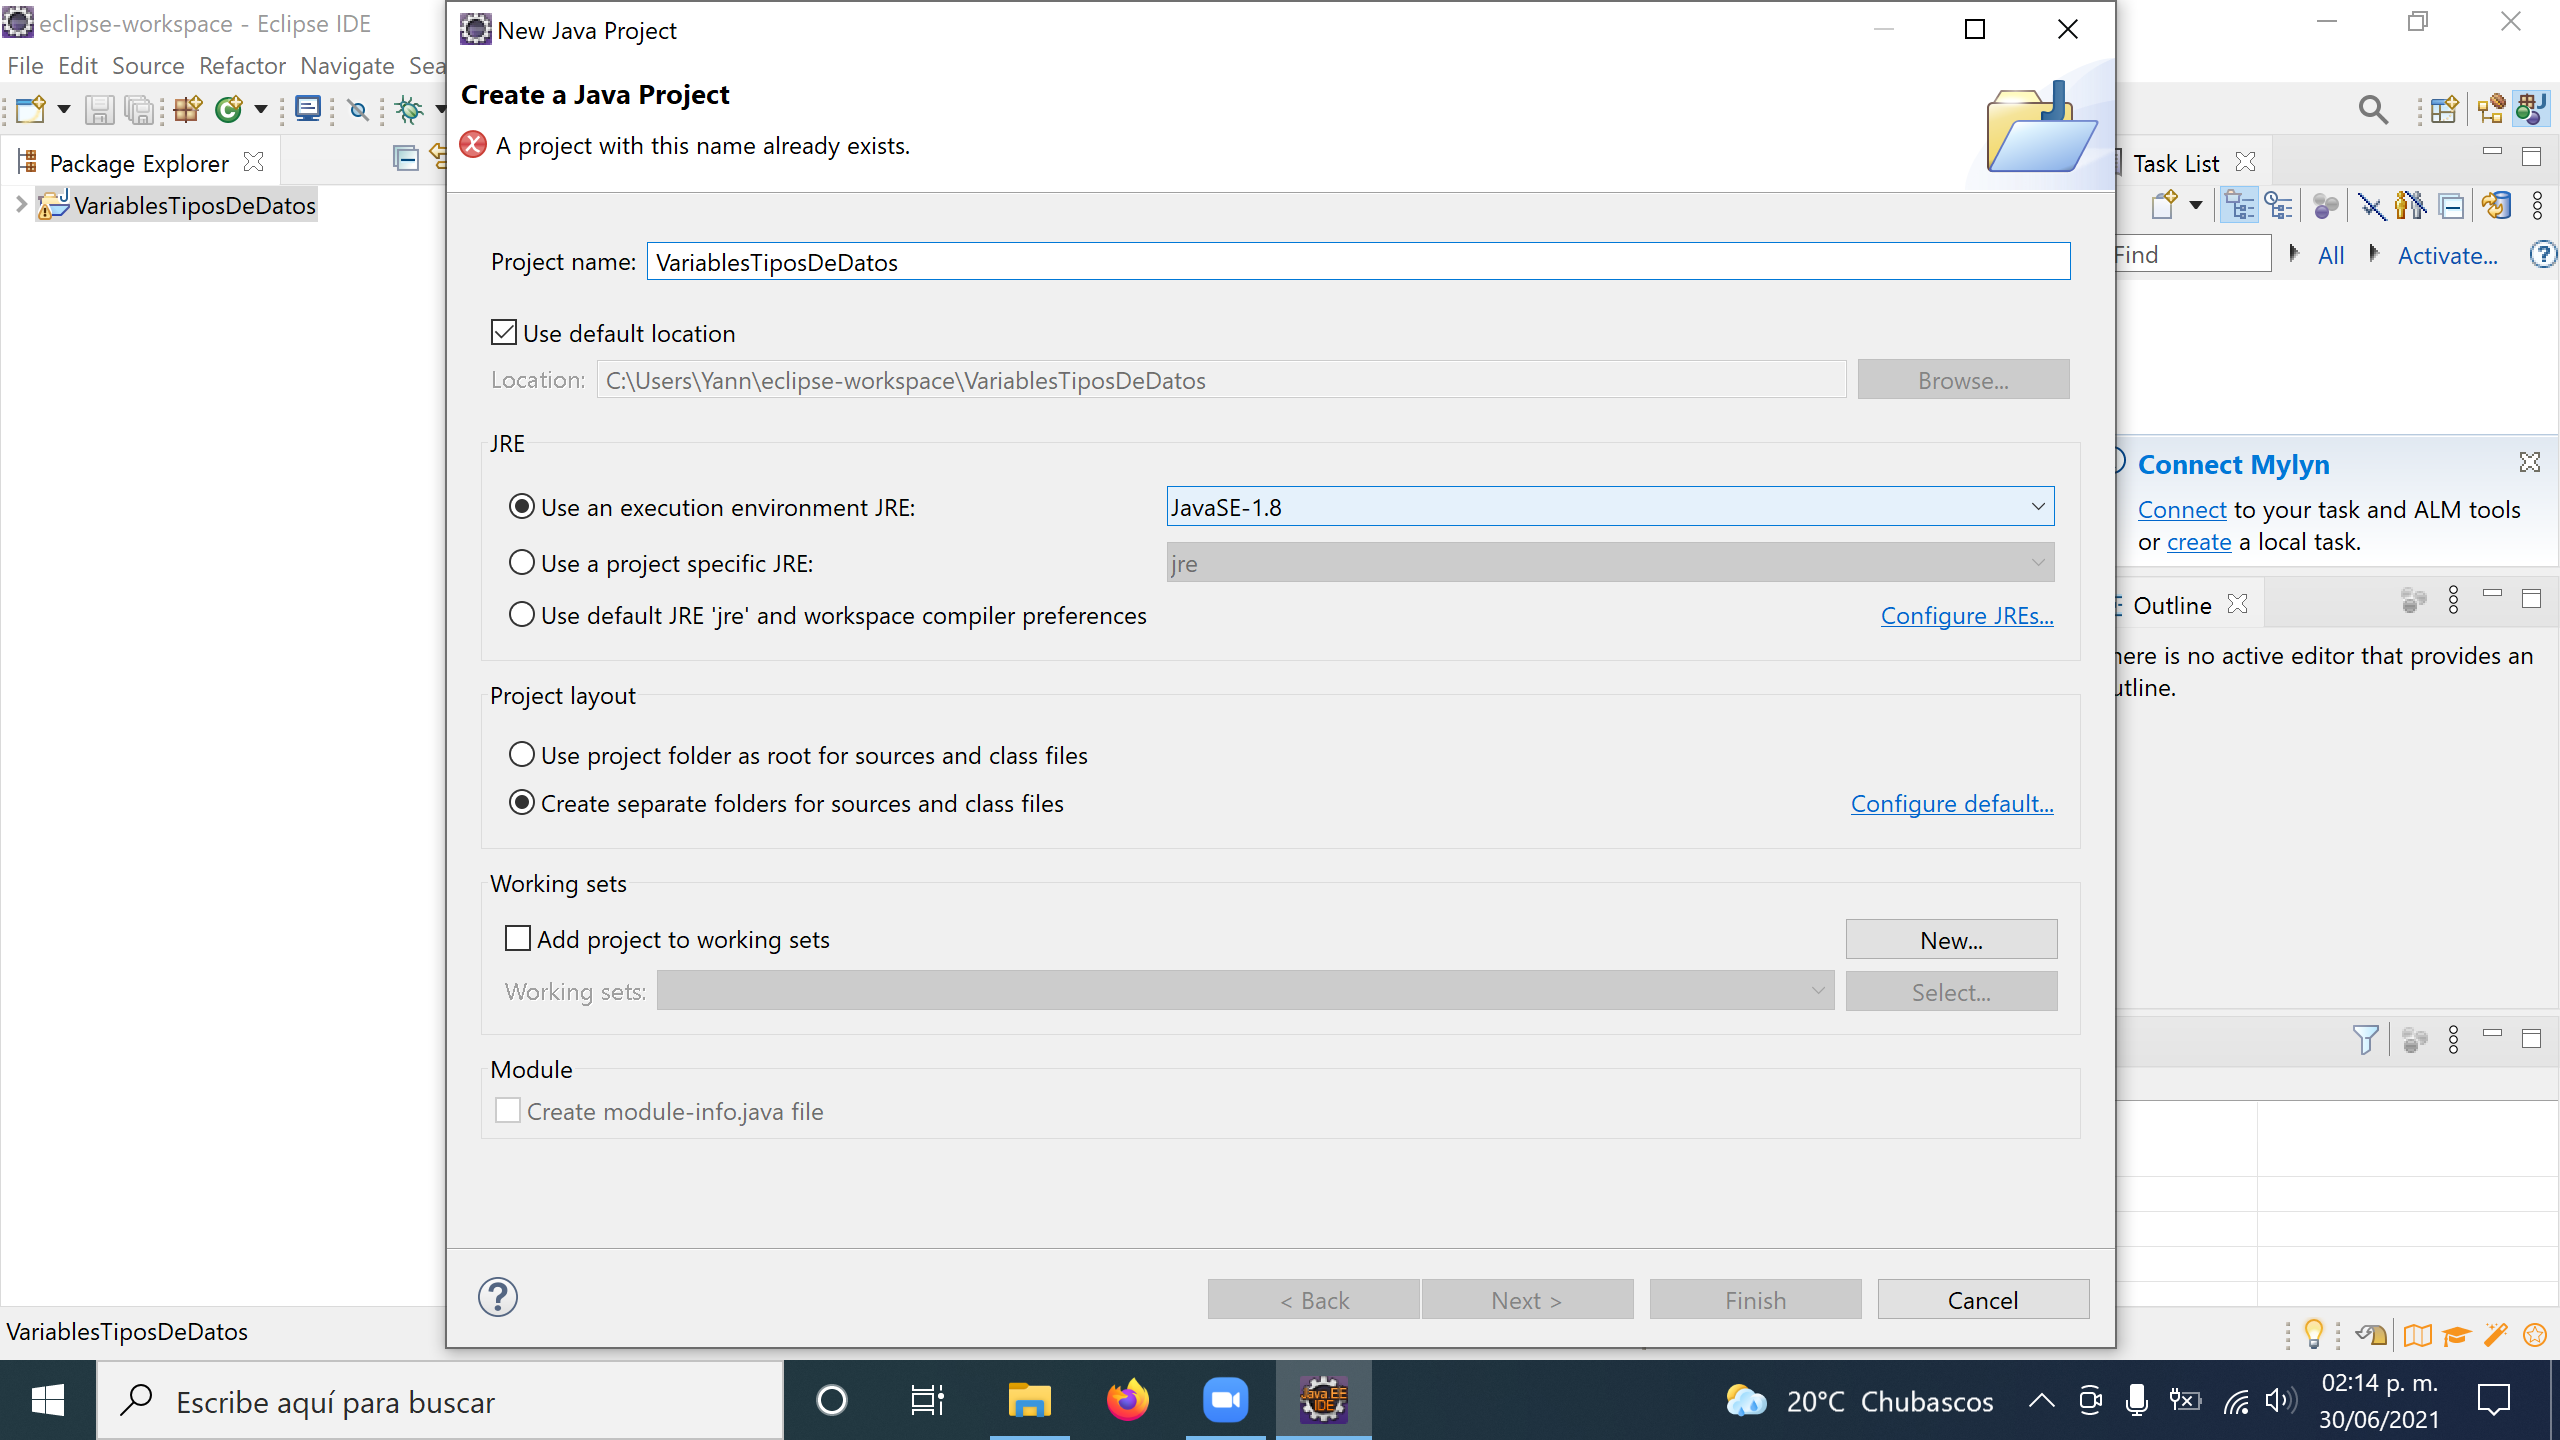 eclipse-workspace - Eclipse IDE
File Edit Source Refactor Navigate Sea
Package Explorer
VariablesTiposDeDatos
New Java Project
Create a Java Project
A project with this name already exists.
Project name: VariablesTiposDeDatos
Use default location
Location: C:\Users\Yann\eclipse-workspace\VariablesTiposDeDatos Browse...
JRE
Use an execution environment JRE: JavaSE-1.8
Use a project specific JRE: jre
Use default JRE 'jre' and workspace compiler preferences Configure JREs...
Project layout
Use project folder as root for sources and class files
Create separate folders for sources and class files Configure default...
Working sets
Add project to working sets New...
Working sets: Select...
Module
Create module-info.java file
< Back Next > Finish Cancel
Task List
Find All Activate...
Connect Mylyn
Connect to your task and ALM tools
or create a local task.
Outline
here is no active editor that provides an
utline.
VariablesTiposDeDatos
Escribe aquí para buscar
Java EE
IDE
20°C Chubascos
02:14 p. m.
30/06/2021